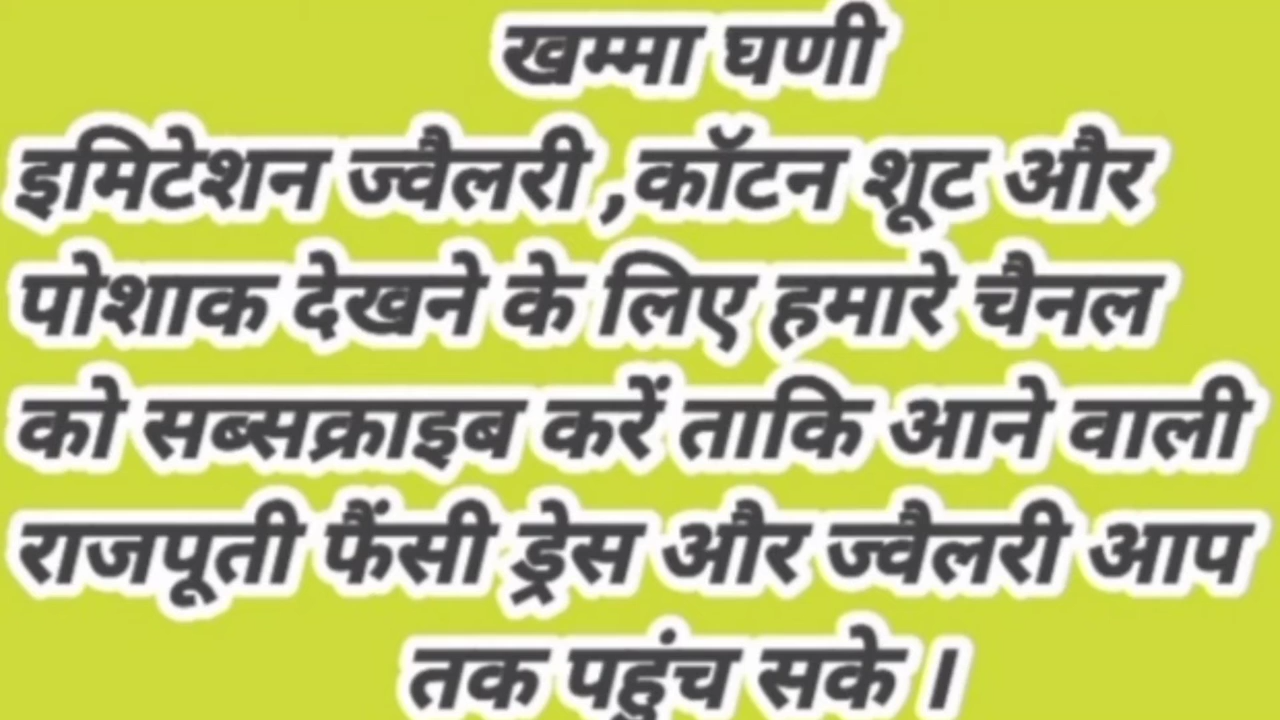 खम्मा घणी
इमिटेशन ज्वैलरी ,कॉटन शूट और
पोशाक देखने के लिए हमारे चैनल
को सब्सक्राइब करें ताकि आने वाली
राजपूती फैंसी ड्रेस और ज्वैलरी आप
तक पहुंच सके ।